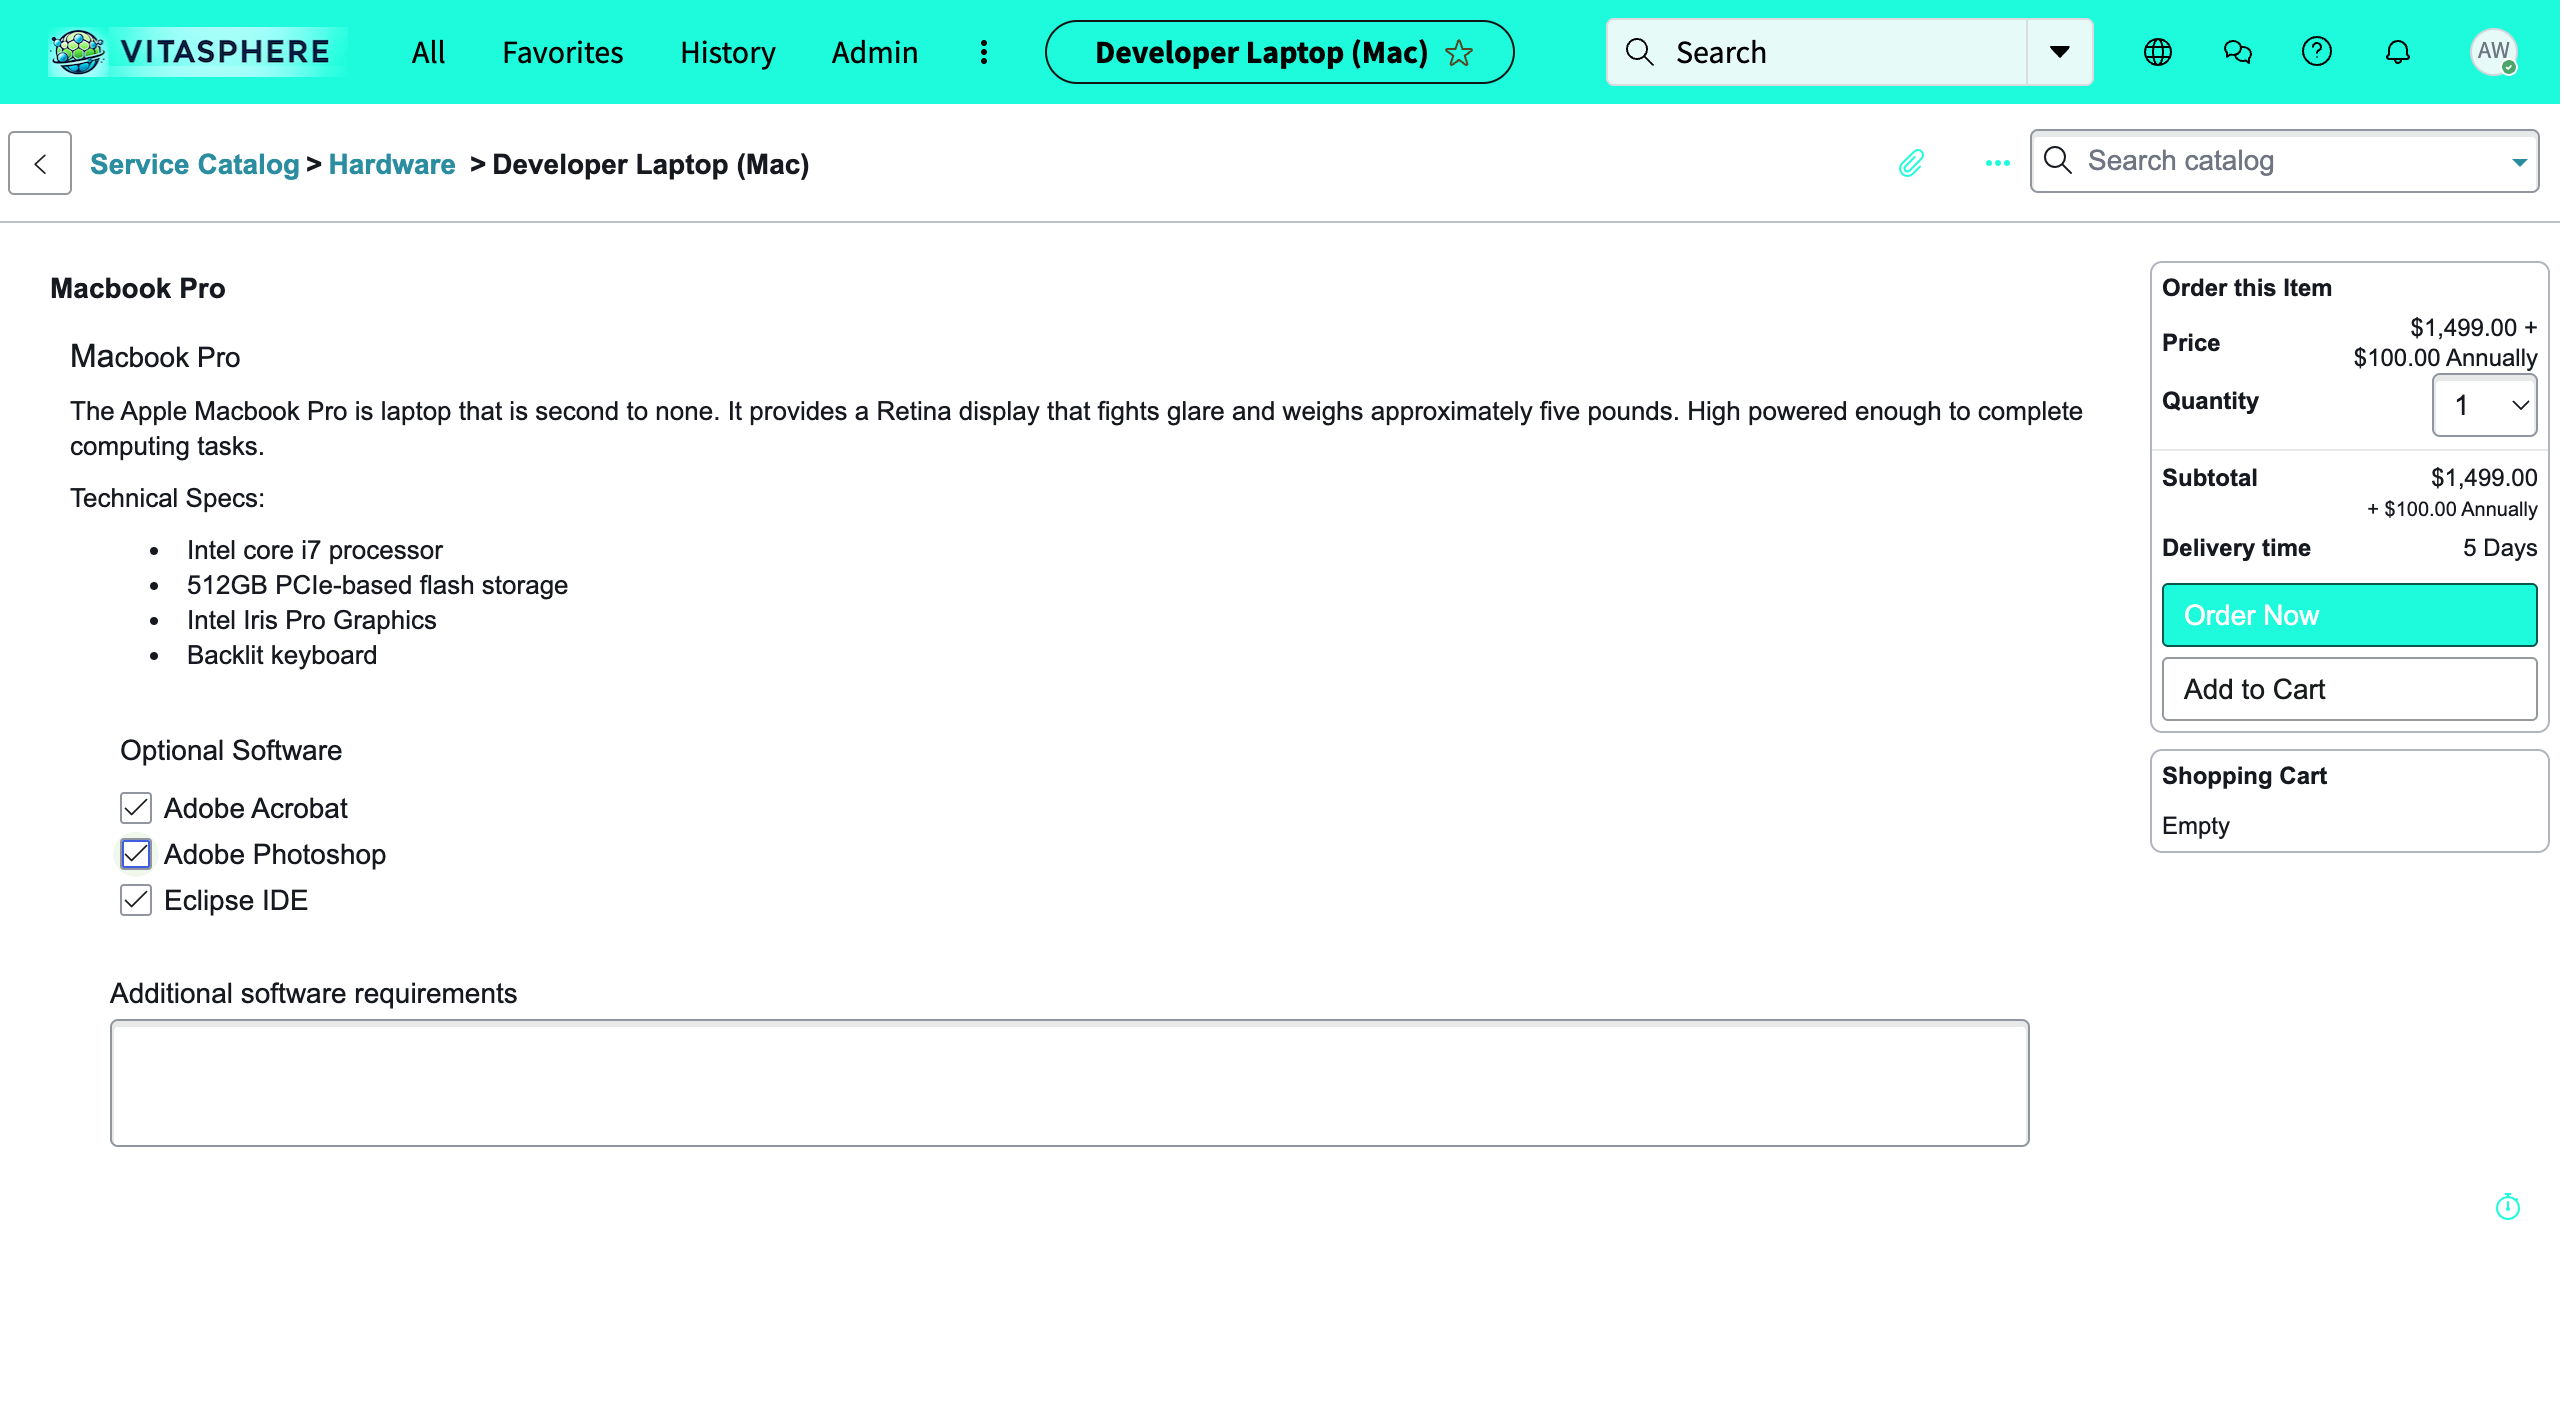 VITASPHERE
All
Favorites
History
Admin
Developer Laptop (Mac)
Search
AW
Service Catalog > Hardware > Developer Laptop (Mac)
Search catalog
Macbook Pro
Macbook Pro
The Apple Macbook Pro is laptop that is second to none. It provides a Retina display that fights glare and weighs approximately five pounds. High powered enough to complete
computing tasks.
Technical Specs:
Intel core i7 processor
512GB PCIe-based flash storage
Intel Iris Pro Graphics
Backlit keyboard
Optional Software
Adobe Acrobat
Adobe Photoshop
Eclipse IDE
Additional software requirements
Order this Item
Price
$1,499.00 +
$100.00 Annually
Quantity
1
Subtotal
$1,499.00
+ $100.00 Annually
Delivery time
5 Days
Order Now
Add to Cart
Shopping Cart
Empty